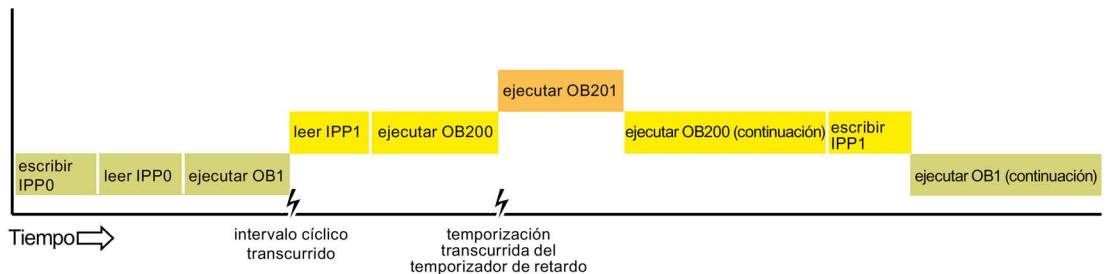 ejecutar OB201
leer IPP1
ejecutar OB200
ejecutar OB200 (continuación)
escribir
IPP1
escribir
IPP0
leer IPP0
ejecutar OB1
ejecutar OB1 (continuación)
Tiempo
intervalo cíclico
transcurrido
temporización
transcurrida del
temporizador de retardo